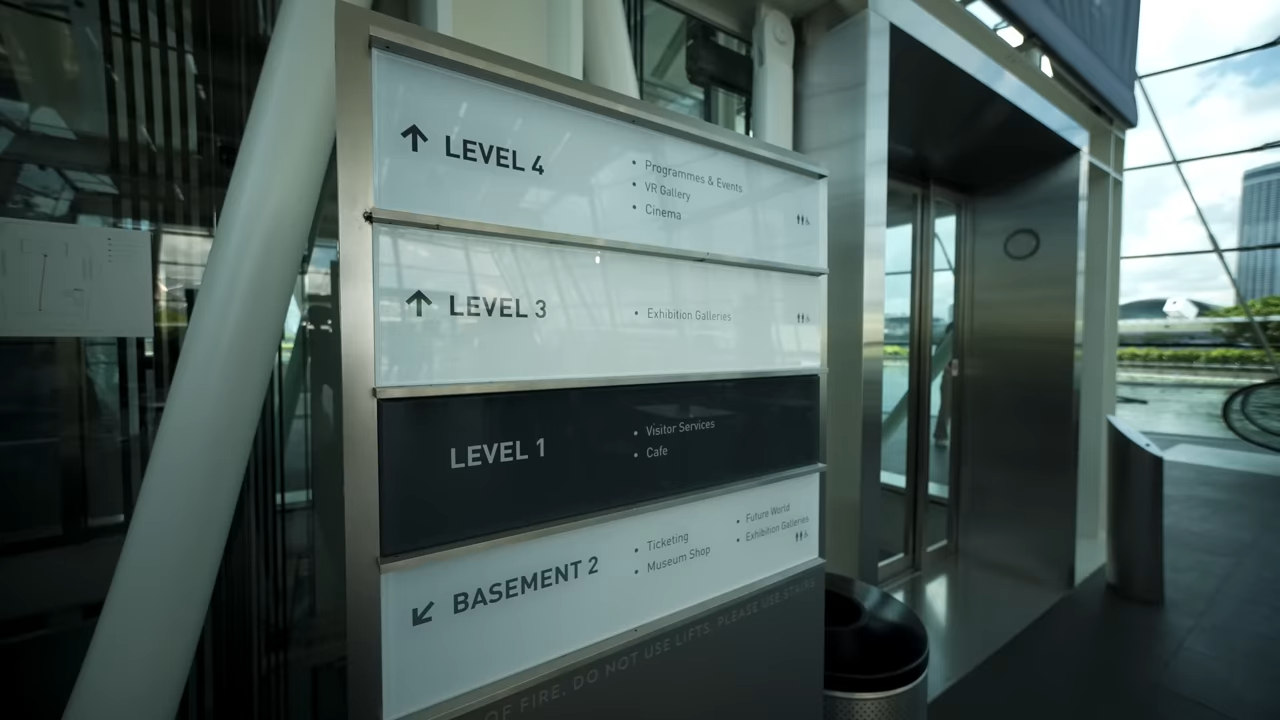 ↑ LEVEL 4
• Programmes & Events
• VR Gallery
• Cinema
↑ LEVEL 3
• Exhibition Galleries
LEVEL 1
• Visitor Services
• Cafe
↙ BASEMENT 2
• Ticketing
• Museum Shop
• Future World
• Exhibition Galleries
OF FIRE. DO NOT USE LIFTS. PLEASE USE STAIRS